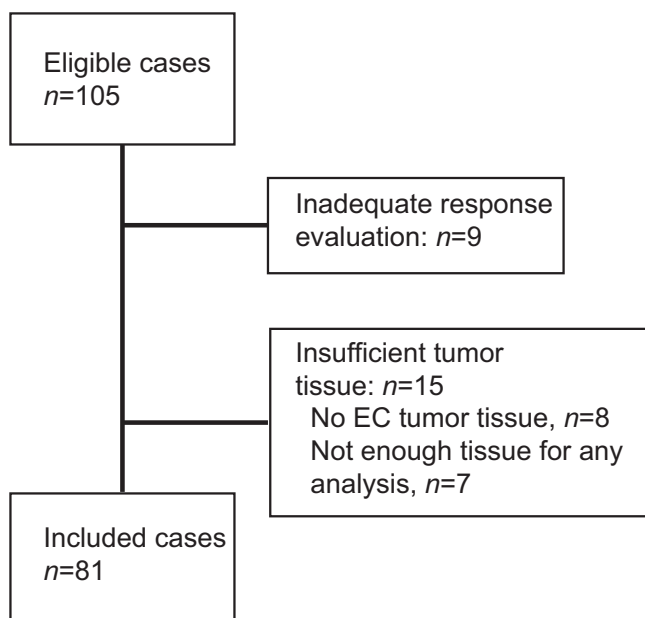 Eligible cases
n=105
Inadequate response
evaluation: n=9
Insufficient tumor
tissue: n=15
No EC tumor tissue, n=8
Not enough tissue for any
analysis, n=7
Included cases
n=81